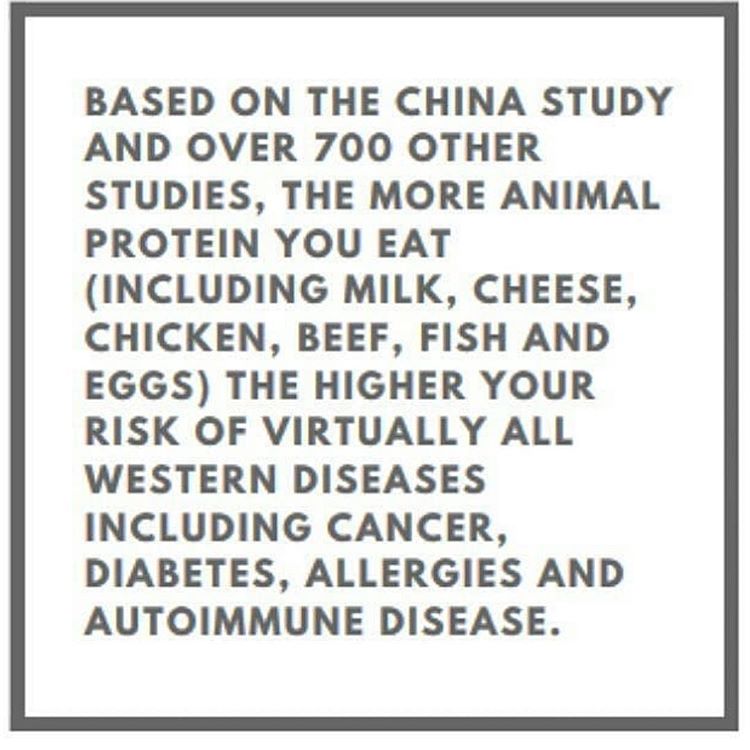 BASED ON THE CHINA STUDY
AND OVER 700 OTHER
STUDIES, THE MORE ANIMAL
PROTEIN YOU EAT
(INCLUDING MILK, CHEESE,
CHICKEN, BEEF, FISH AND
EGGS) THE HIGHER YOUR
RISK OF VIRTUALLY ALL
WESTERN DISEASES
INCLUDING CANCER,
DIABETES, ALLERGIES AND
AUTOIMMUNE DISEASE.